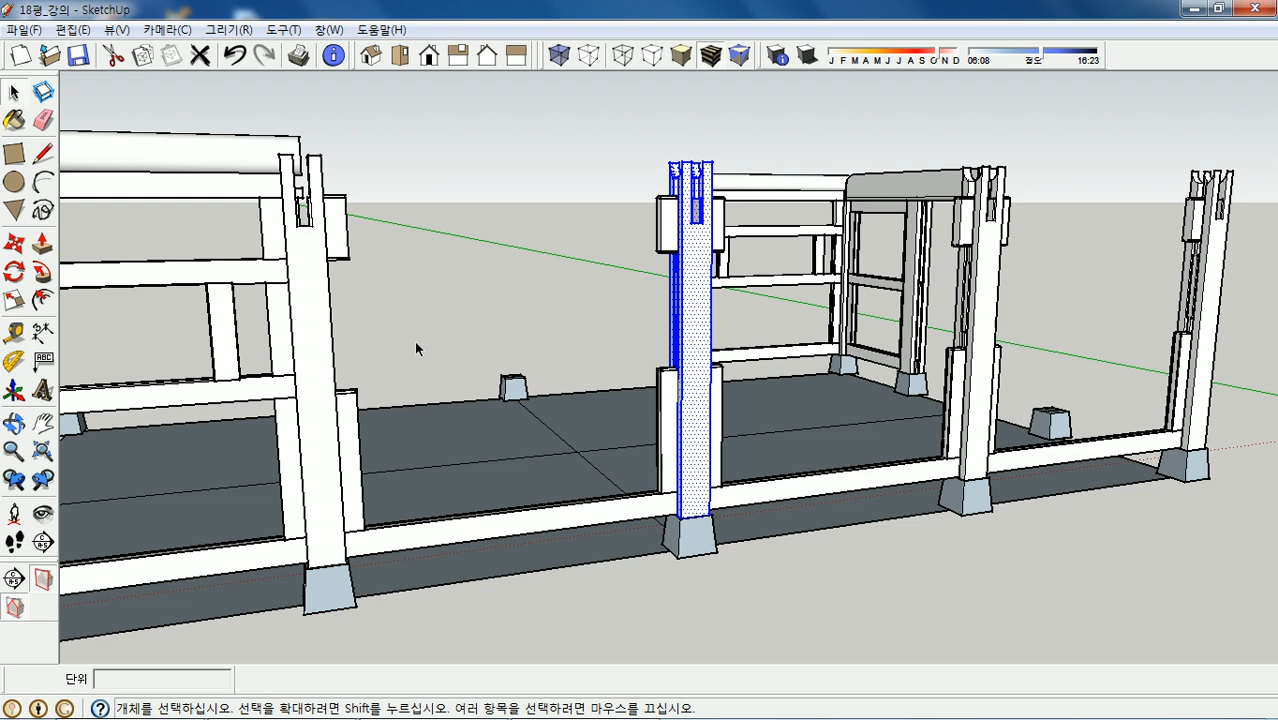 18평_강의 - SketchUp
파일(F) 편집(E) 뷰(V) 카메라(C) 그리기(R) 도구(T) 창(W) 도움말(H)
J F M A M J J A S O N D 06:08 정오 16:23
ABC
단위
개체를 선택하십시오. 선택을 확대하려면 Shift를 누르십시오. 여러 항목을 선택하려면 마우스를 끄십시오.